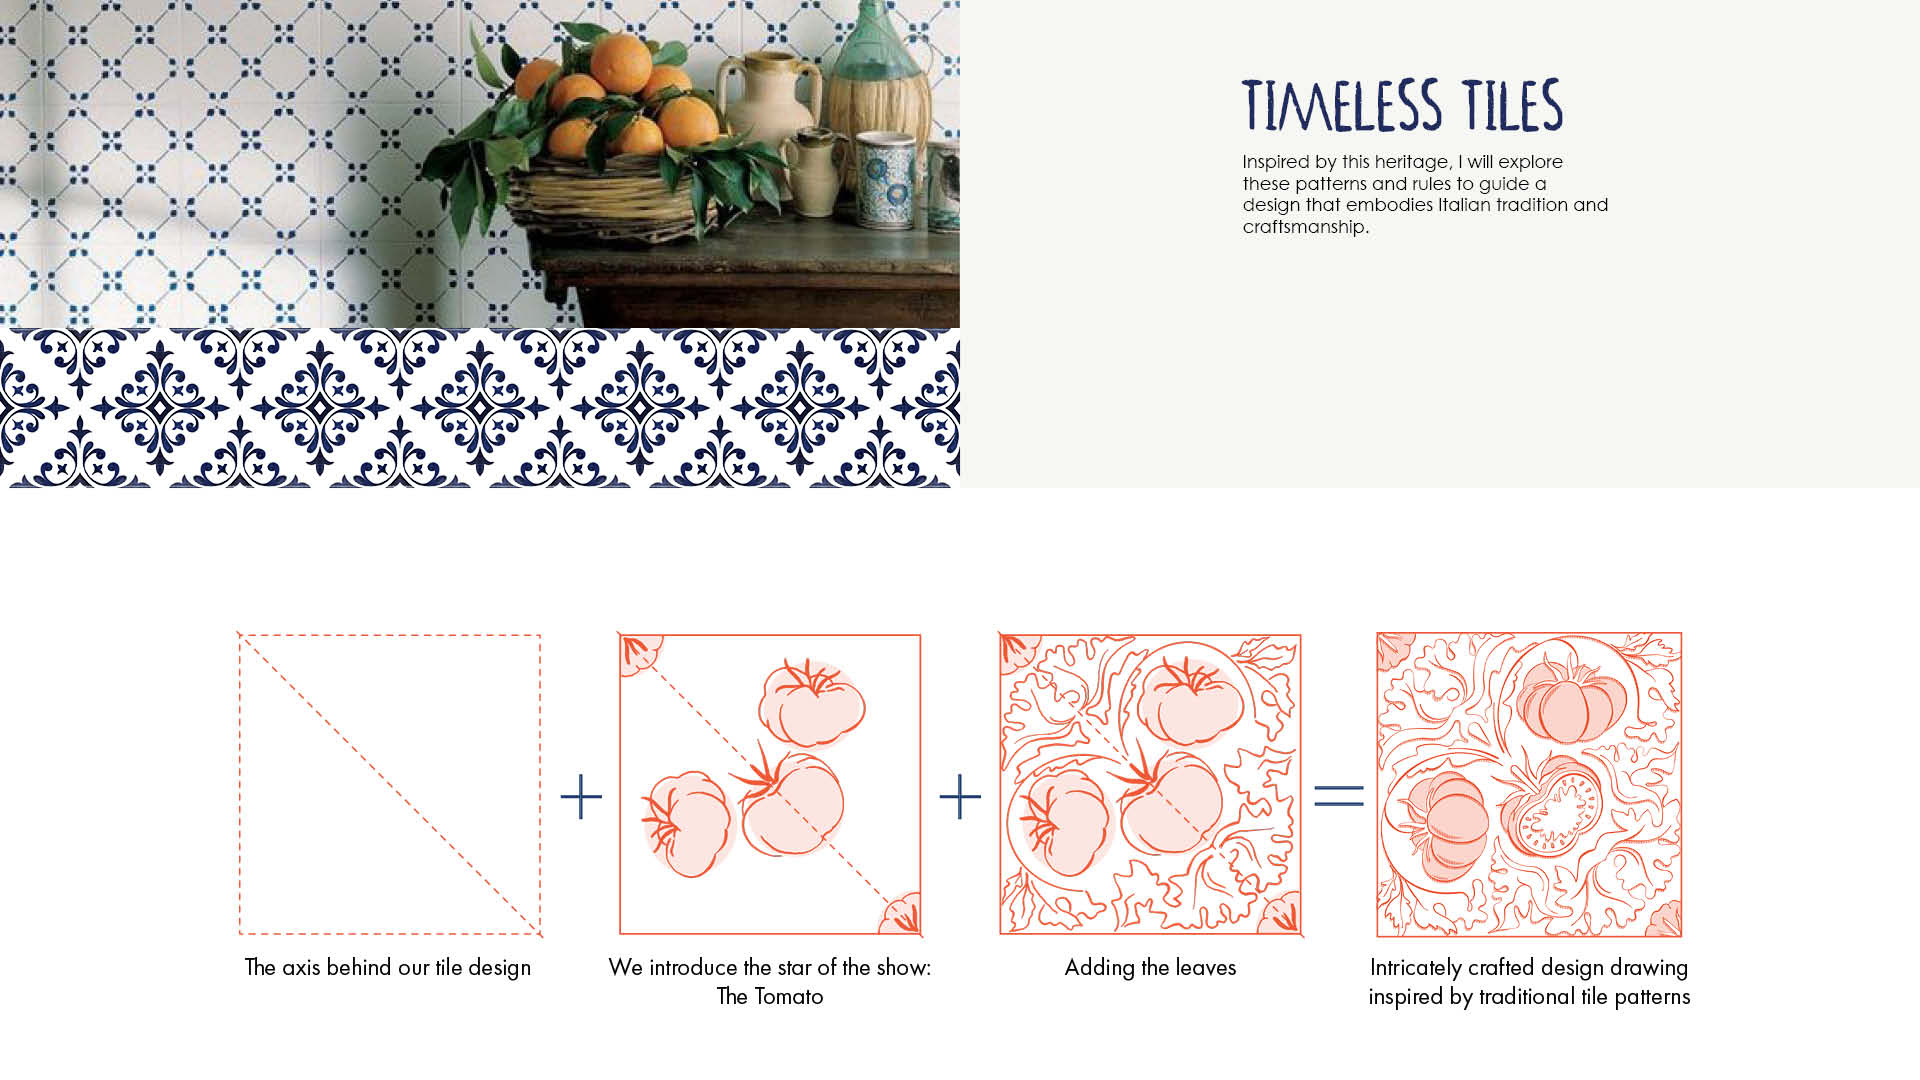 TIMELESS TILES
Inspired by this heritage, I will explore
these patterns and rules to guide a
design that embodies Italian tradition and
craftsmanship.
+
+
=
The axis behind our tile design
We introduce the star of the show:
The Tomato
Adding the leaves
Intricately crafted design drawing
inspired by traditional tile patterns